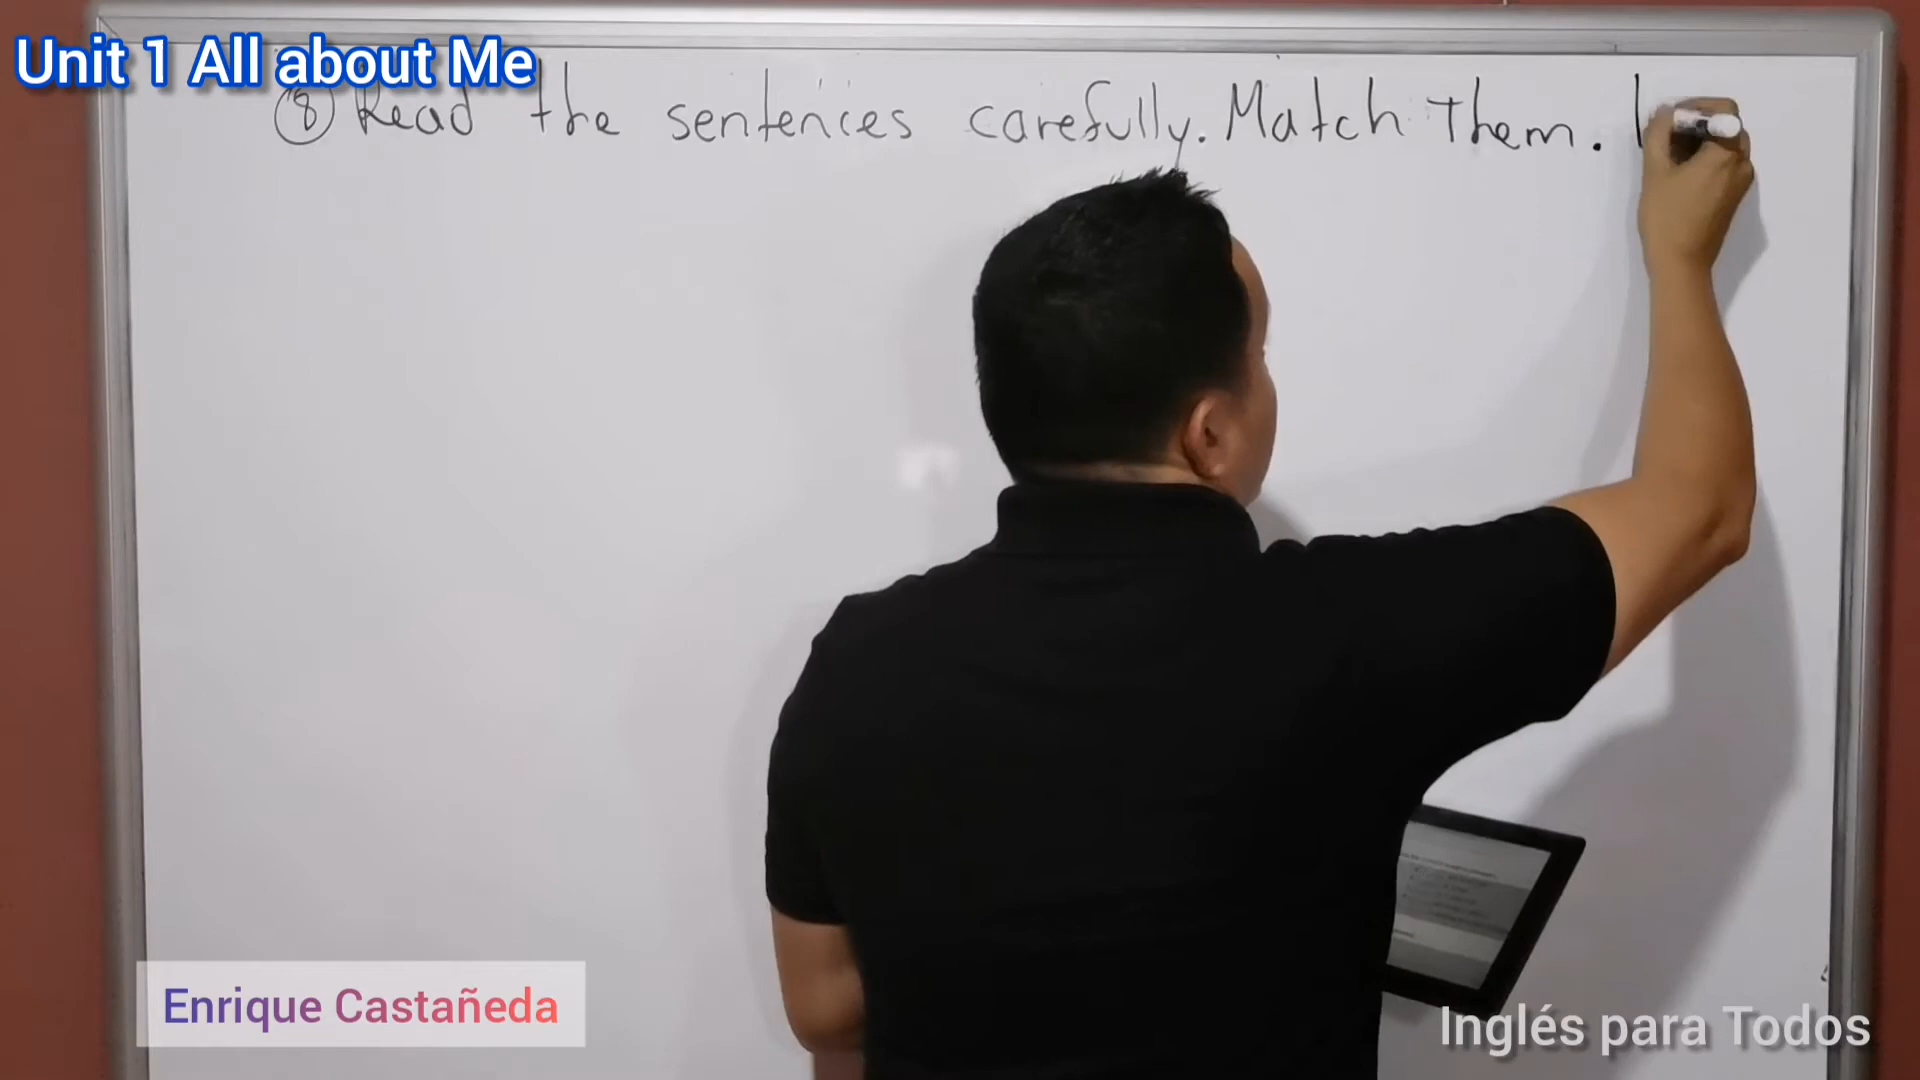 Unit 1 All about Me
⑧ Read the sentences carefully. Match Them.
Enrique Castañeda
Inglés para Todos